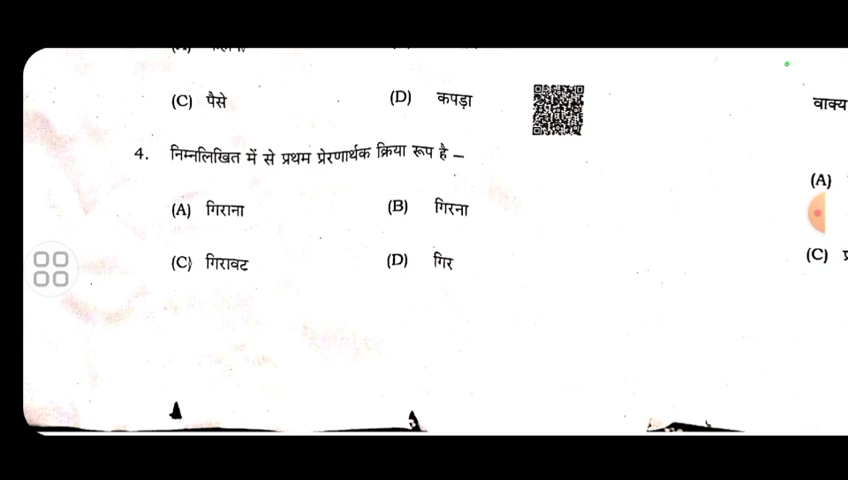 (C) पैसे (D) कपड़ा
वाक्य
4. निम्नलिखित में से प्रथम प्रेरणार्थक क्रिया रूप है –
(A)
(A) गिराना (B) गिरना
(C)
(C) गिरावट (D) गिर